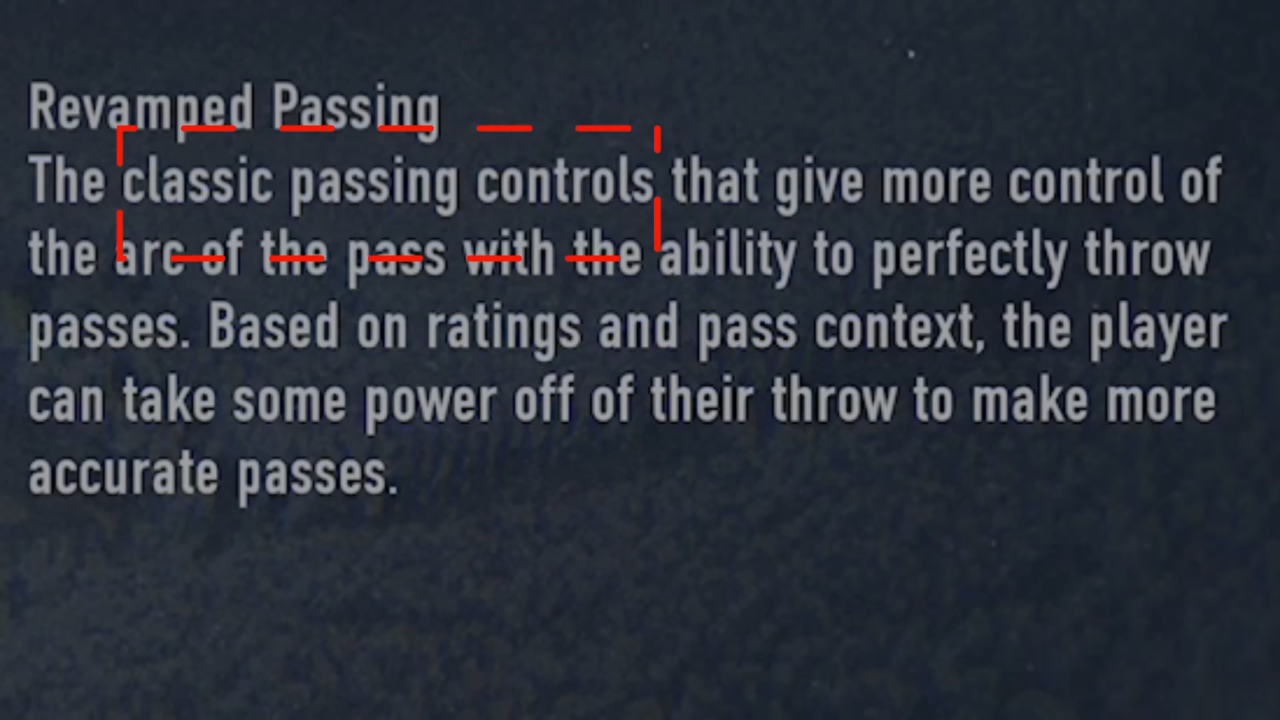 Revamped Passing
The classic passing controls that give more control of
the arc of the pass with the ability to perfectly throw
passes. Based on ratings and pass context, the player
can take some power off of their throw to make more
accurate passes.